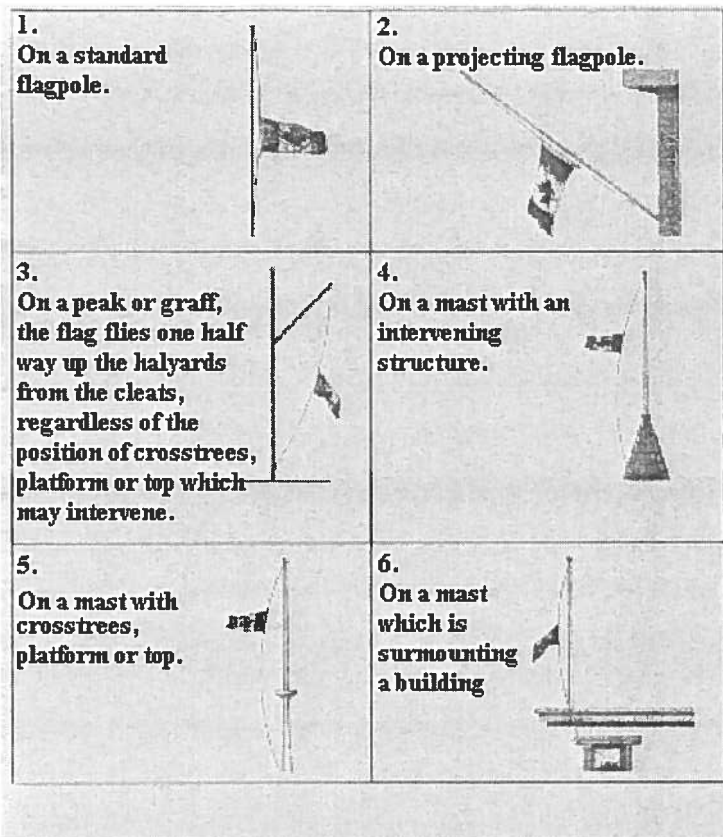 1.
On a standard
flagpole.
2.
On a projecting flagpole.
3.
On a peak or graff,
the flag flies one half
way up the halyards
from the cleats,
regardless of the
position of crosstrees,
platform or top which
may intervene.
4.
On a mast with an
intervening
structure.
5.
On a mast with
crosstrees,
platform or top.
6.
On a mast
which is
surmounting
a building